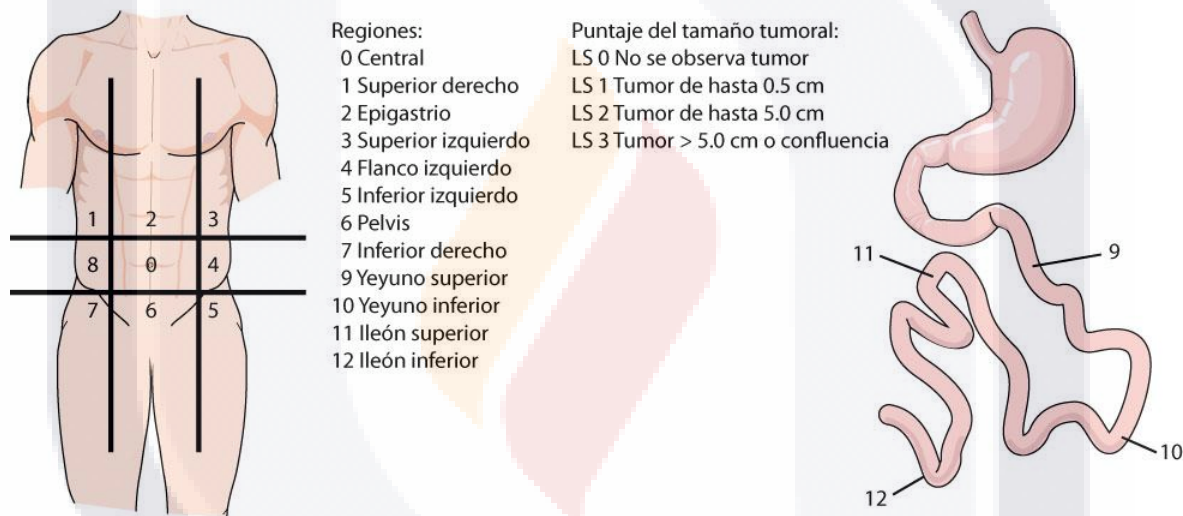 Regiones:
0 Central
1 Superior derecho
2 Epigastrio
3 Superior izquierdo
4 Flanco izquierdo
5 Inferior izquierdo
6 Pelvis
7 Inferior derecho
9 Yeyuno superior
10 Yeyuno inferior
11 Ileón superior
12 Ileón inferior
Puntaje del tamaño tumoral:
LS 0 No se observa tumor
LS 1 Tumor de hasta 0.5 cm
LS 2 Tumor de hasta 5.0 cm
LS 3 Tumor > 5.0 cm o confluencia
1 2 3
8 0 4
7 6 5
11
9
10
12